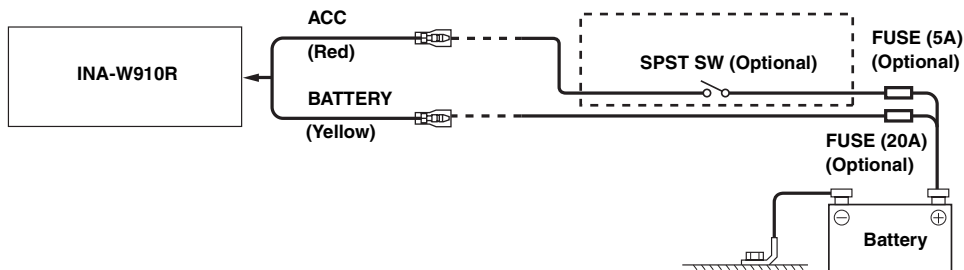 ACC
(Red)
INA-W910R
BATTERY
(Yellow)
SPST SW (Optional)
FUSE (5A)
(Optional)
FUSE (20A)
(Optional)
Battery